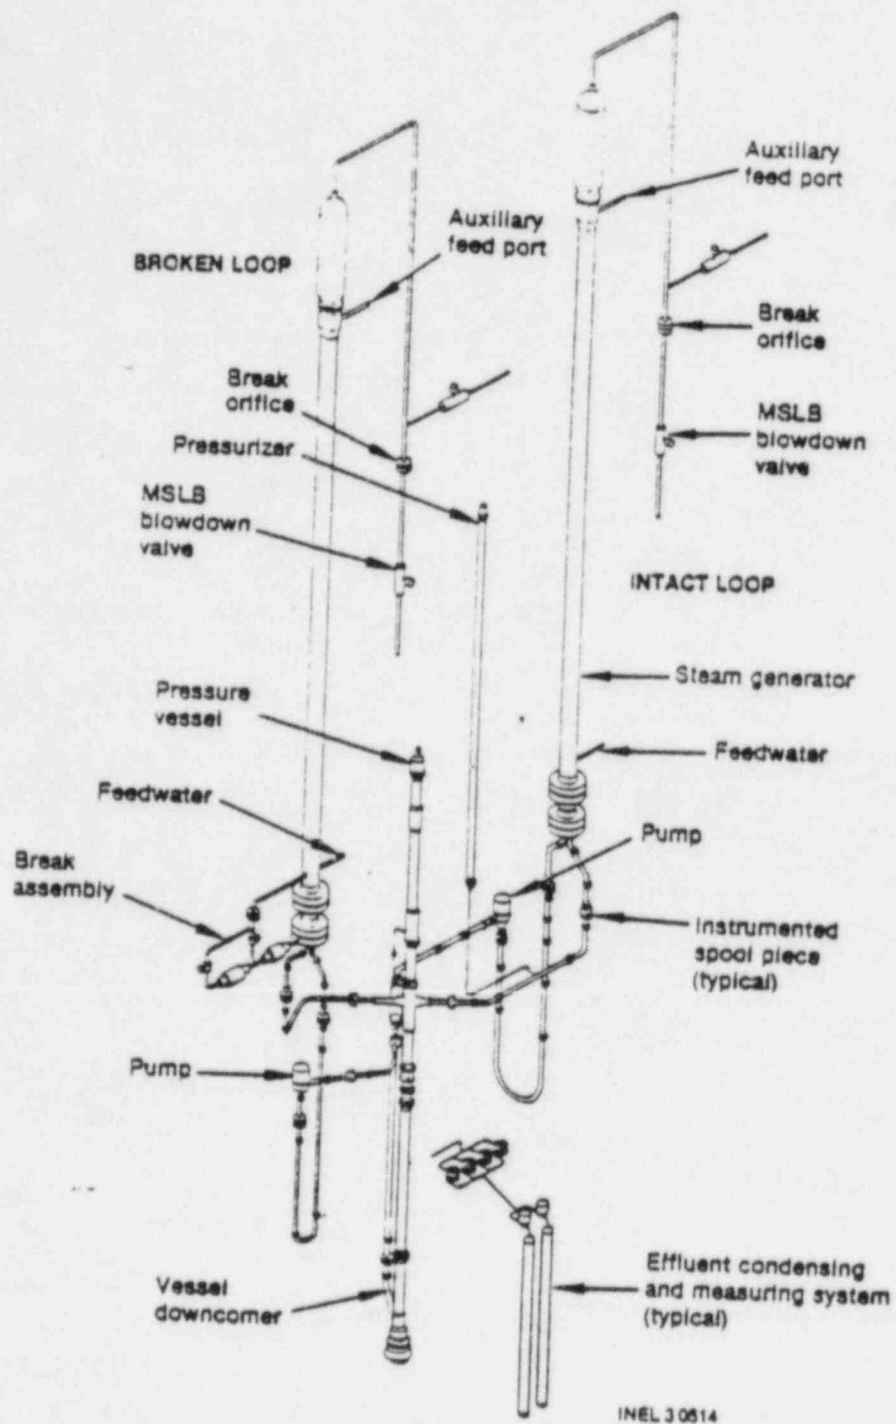 Auxiliary
feed port
Auxiliary
feed port
BROKEN LOOP
Break
orifice
Break
orifice
Pressurizer
MSLB
blowdown
valve
MSLB
blowdown
valve
INTACT LOOP
Pressure
vessel
Steam generator
Feedwater
Feedwater
Pump
Break
assembly
Instrumented
spool piece
(typical)
Pump
Effluent condensing
and measuring system
(typical)
Vessel
downcomer
INEL 3 0514